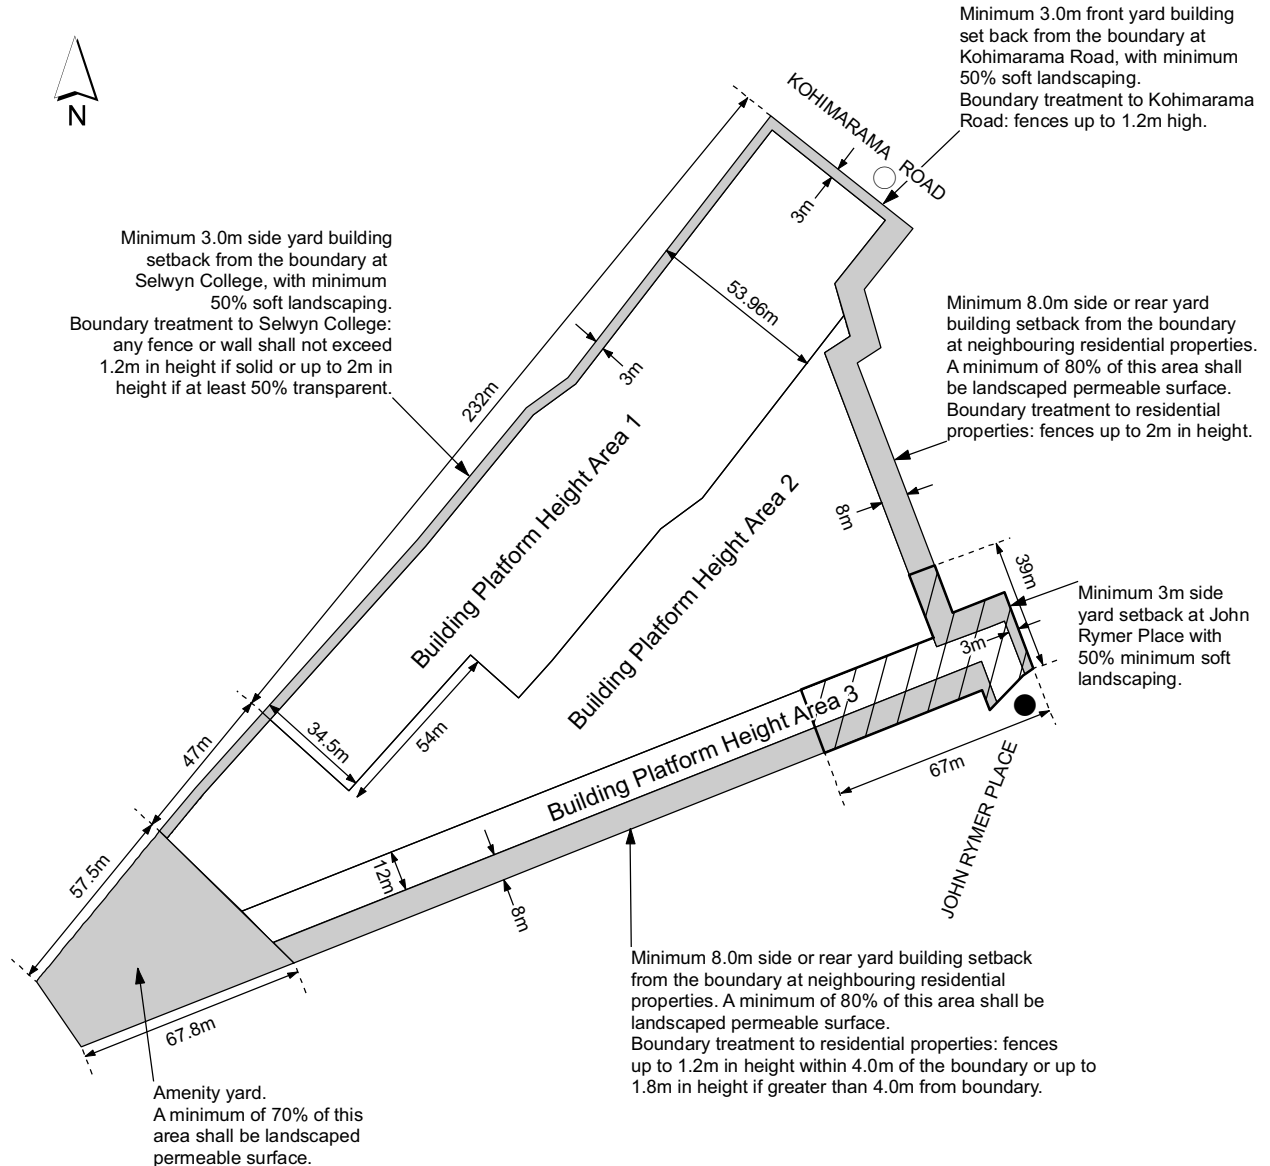 Minimum 3.0m front yard building
set back from the boundary at
Kohimarama Road, with minimum
50% soft landscaping.
Boundary treatment to Kohimarama
Road: fences up to 1.2m high.
N
KOHIMARAMA ROAD
3m
Minimum 3.0m side yard building
setback from the boundary at
Selwyn College, with minimum
50% soft landscaping.
Boundary treatment to Selwyn College:
any fence or wall shall not exceed
1.2m in height if solid or up to 2m in
height if at least 50% transparent.
53.96m
Minimum 8.0m side or rear yard
building setback from the boundary
at neighbouring residential properties.
A minimum of 80% of this area shall
be landscaped permeable surface.
Boundary treatment to residential
properties: fences up to 2m in height.
232m
3m
Building Platform Height Area 1
Building Platform Height Area 2
8m
39m
Minimum 3m side
yard setback at John
Rymer Place with
50% minimum soft
landscaping.
3m
34.5m
54m
47m
Building Platform Height Area 3
67m
JOHN RYMER PLACE
57.5m
12m
8m
67.8m
Minimum 8.0m side or rear yard building setback
from the boundary at neighbouring residential
properties. A minimum of 80% of this area shall be
landscaped permeable surface.
Boundary treatment to residential properties: fences
up to 1.2m in height within 4.0m of the boundary or up to
1.8m in height if greater than 4.0m from boundary.
Amenity yard.
A minimum of 70% of this
area shall be landscaped
permeable surface.